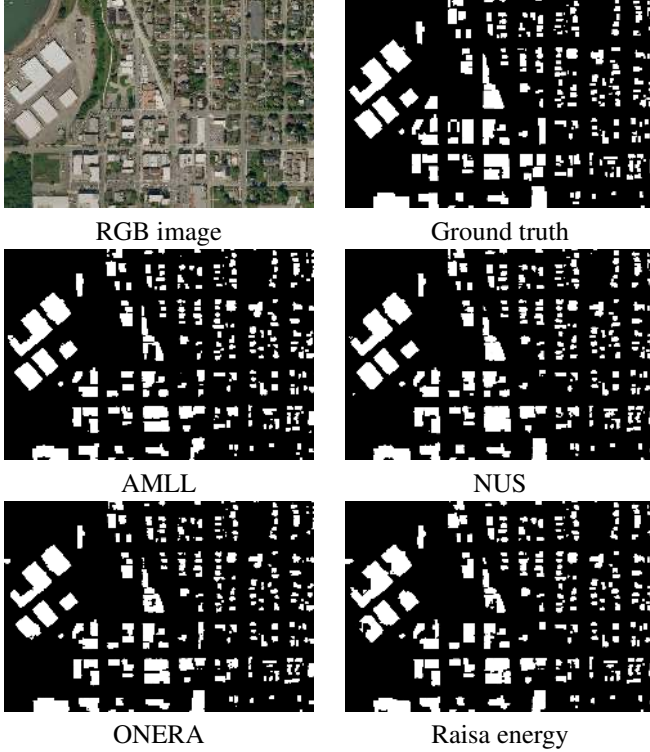 RGB image
Ground truth
AMLL
NUS
ONERA
Raisa energy